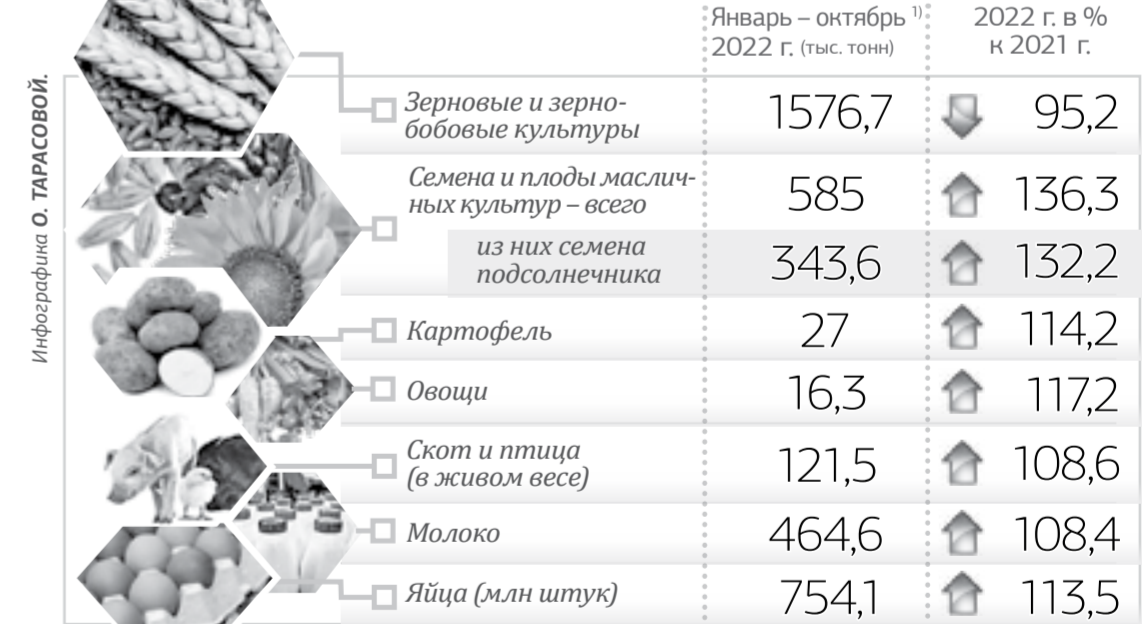 Январь – октябрь 1)
2022 г. (тыс. тонн)
2022 г. в %
к 2021 г.
Инфографика О. ТАРАСОВОЙ.
Зерновые и зерно-
бобовые культуры
1576,7
95,2
Семена и плоды маслич-
ных культур – всего
585
136,3
из них семена
подсолнечника
343,6
132,2
Картофель
27
114,2
Овощи
16,3
117,2
Скот и птица
(в живом весе)
121,5
108,6
Молоко
464,6
108,4
Яйца (млн штук)
754,1
113,5